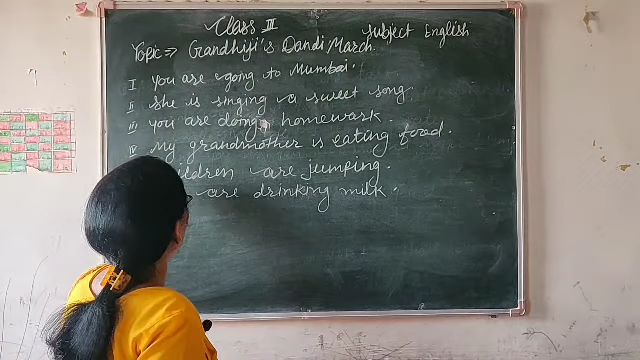 Class III
Subject English
Topic ⇒ Gandhiji's Dandi March.
I You are going to Mumbai.
II She is singing a sweet song
III You are doing homework.
IV My grandmother is eating food.
are jumping.
are drinking milk.